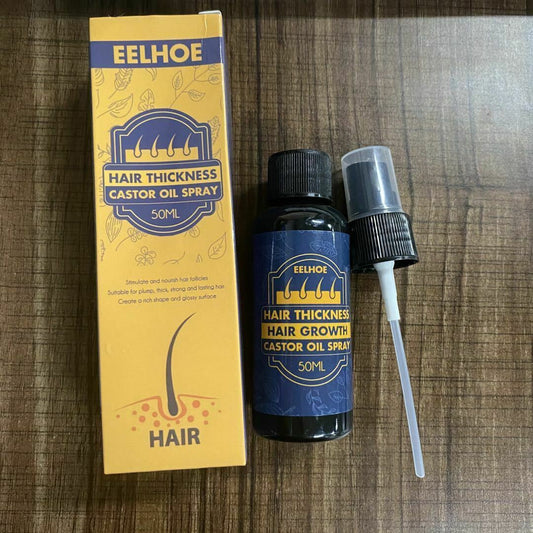 EELHOE
HAIR THICKNESS
CASTOR OIL SPRAY
50ML
Stimulate and nourish hair follicles
Suitable for plump, thick, strong and lasting hair
Create a rich shape and glossy surface
HAIR
EELHOE
HAIR THICKNESS
HAIR GROWTH
CASTOR OIL SPRAY
50ML